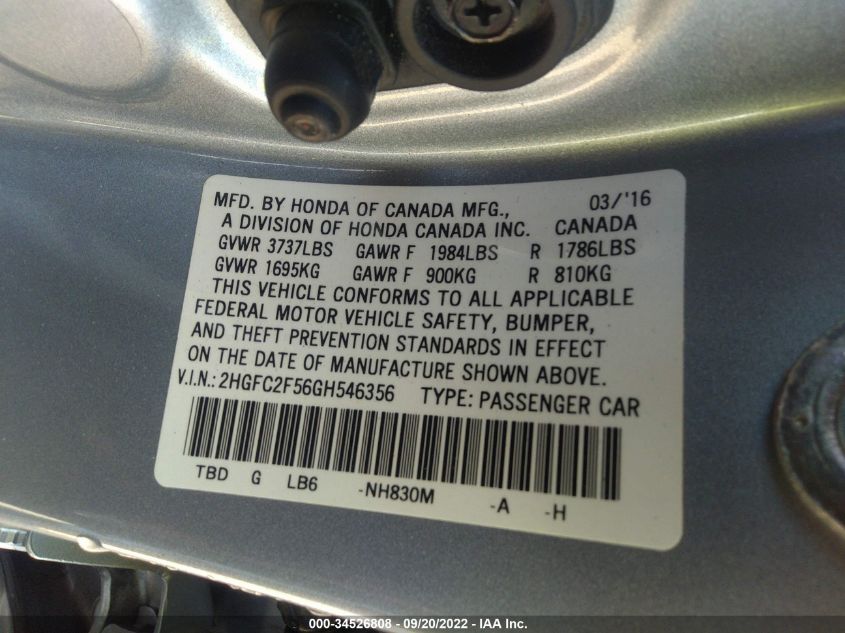 MFD. BY HONDA OF CANADA MFG., 03/'16
A DIVISION OF HONDA CANADA INC. CANADA
GVWR 3737LBS GAWR F 1984LBS R 1786LBS
GVWR 1695KG GAWR F 900KG R 810KG
THIS VEHICLE CONFORMS TO ALL APPLICABLE
FEDERAL MOTOR VEHICLE SAFETY, BUMPER,
AND THEFT PREVENTION STANDARDS IN EFFECT
ON THE DATE OF MANUFACTURE SHOWN ABOVE.
V.I.N.: 2HGFC2F56GH546356 TYPE: PASSENGER CAR
TBD G LB6 -NH830M -A -H
000-34526808 - 09/20/2022 - IAA Inc.